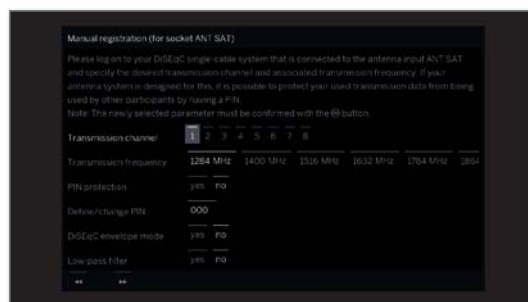 Manual registration (for socket ANT SAT)
Please log on to your DiSEqC single-cable system that is connected to the antenna input ANT SAT
and specify the desired transmission channel and associated transmission frequency. If your
antenna system is designed for this, it is possible to protect your used transmission data from being
used by other participants by having a PIN.
Note: The newly selected parameter must be confirmed with the button.
Transmission channel 1 2 3 4 5 6 7 8
Transmission frequency 1284 MHz 1400 MHz 1516 MHz 1632 MHz 1784 MHz 1864
PIN protection yes no
Define/change PIN 000
DiSEqC envelope mode yes no
Low-pass filter yes no